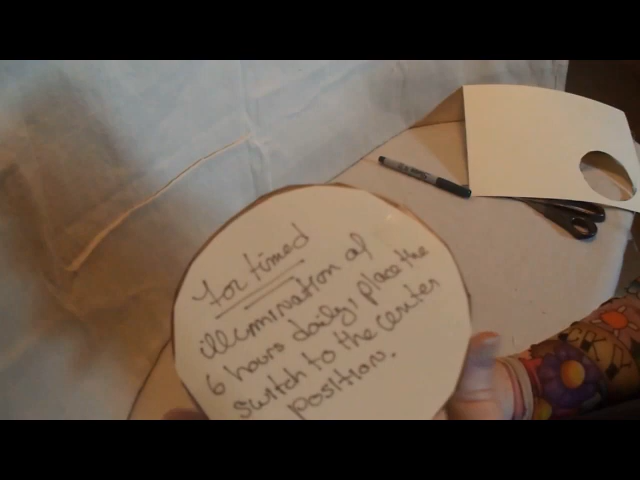 For timed
illumination of
6 hours daily, place the
switch to the center
position.